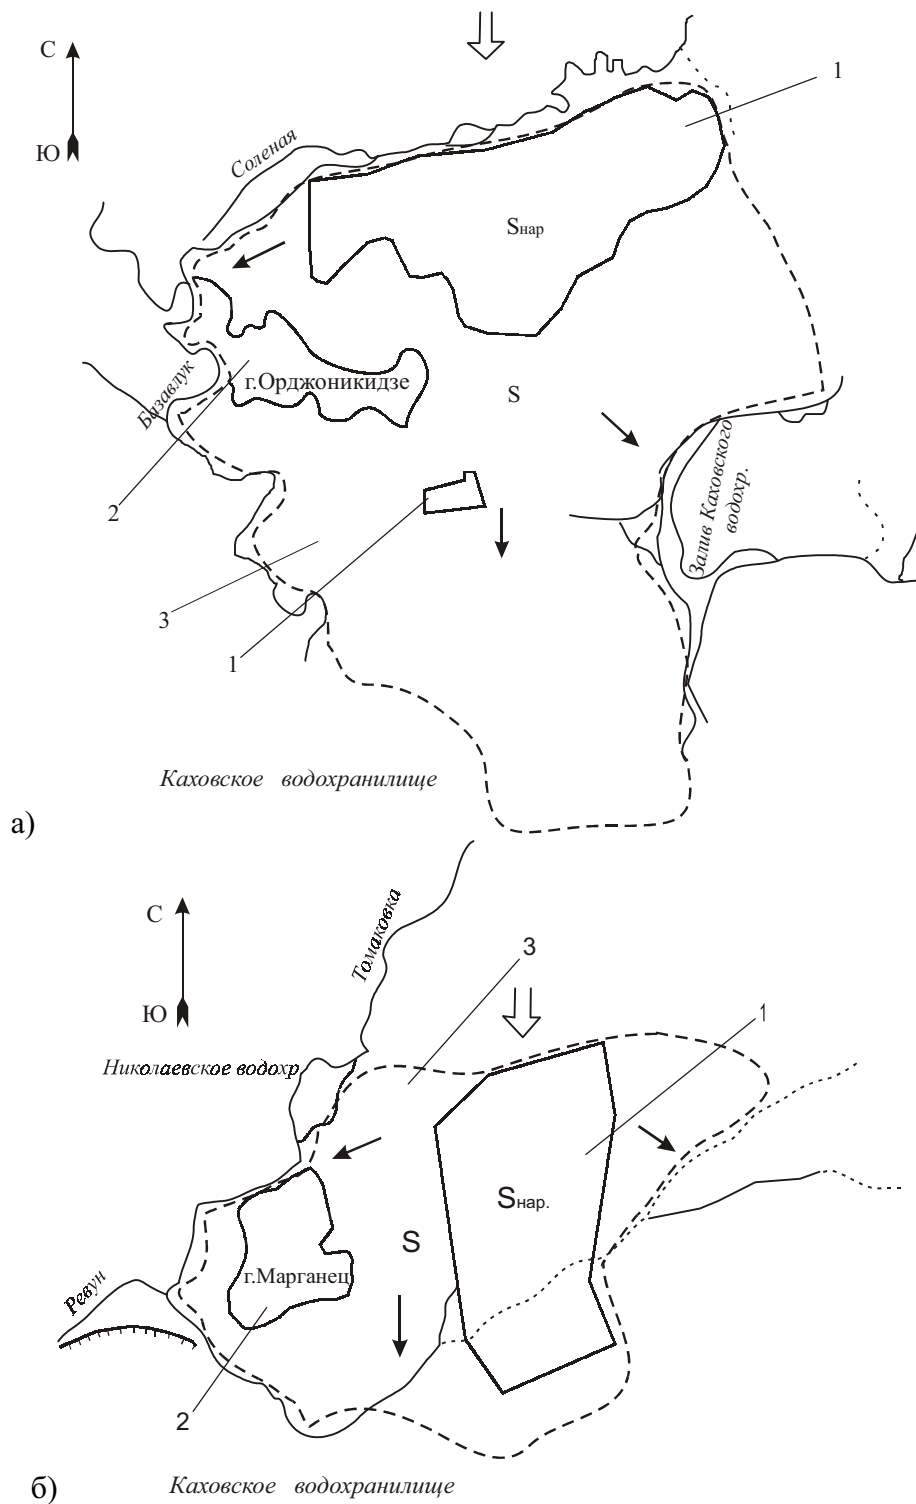 С
1
Ю
Соленая
Sнар
Базавлук
г.Орджоникидзе
S
Залив Каховского
водохр.
2
3
1
Каховское водохранилище
а)
С
Томаковка
3
Ю
1
Николаевское водохр.
Sнар.
S
г.Марганец
Ревун
2
б)
Каховское водохранилище